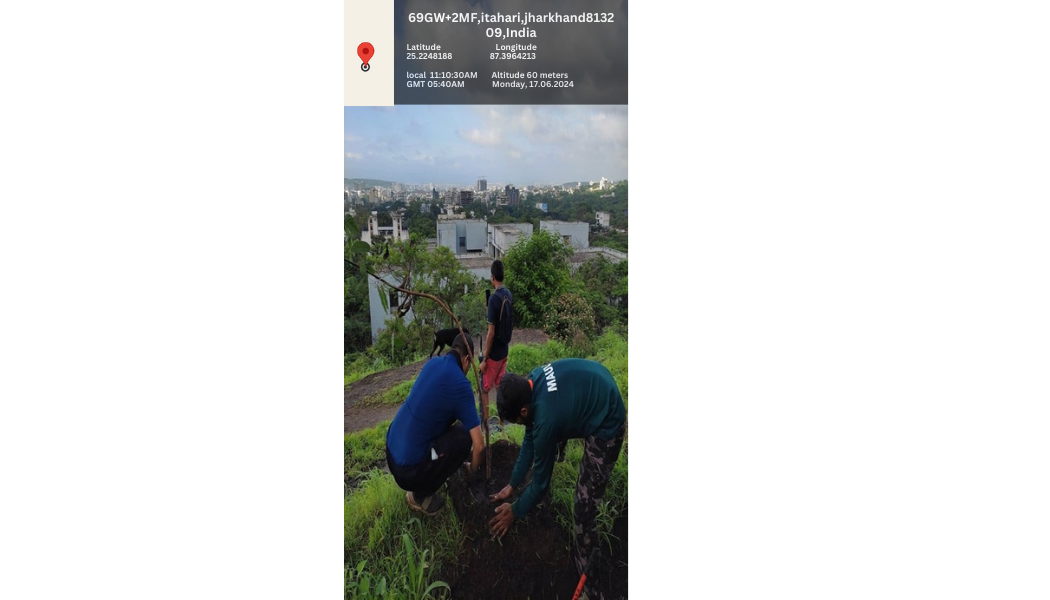 69GW+2MF,itahari,jharkhand8132
09,India
Latitude Longitude
25.2248188 87.3964213
local 11:10:30AM Altitude 60 meters
GMT 05:40AM Monday, 17.06.2024
MAU